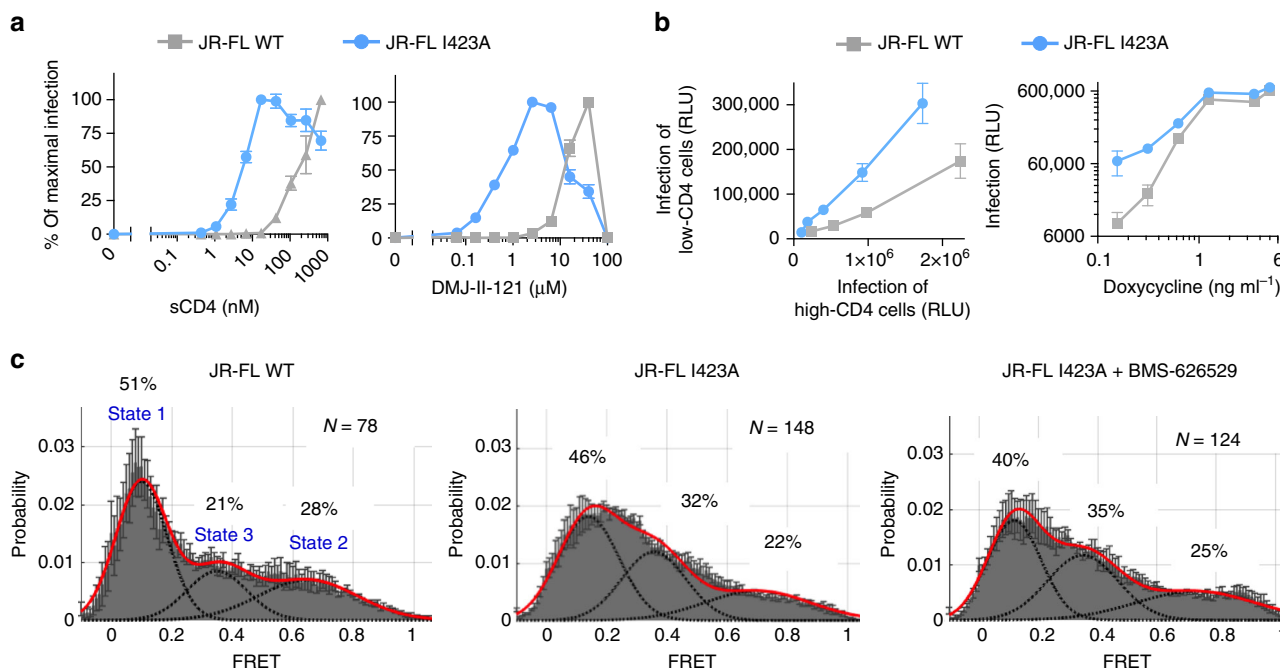 a
JR-FL WT
JR-FL I423A
% Of maximal infection
100
75
50
25
0
0
0.1
1
10
100
1000
sCD4 (nM)
100
75
50
25
0
0
0.1
1
10
100
DMJ-II-121 (μM)
b
JR-FL WT
JR-FL I423A
Infection of
low-CD4 cells (RLU)
300,000
200,000
100,000
0
0
1×10⁶
2×10⁶
Infection of
high-CD4 cells (RLU)
Infection
(RLU)
600,000
60,000
6000
0.1
1
6
Doxycycline (ng ml⁻¹)
c
JR-FL WT
51%
State 1
N = 78
21%
State 3
28%
State 2
Probability
0.03
0.02
0.01
0
0
0.2
0.4
0.6
0.8
1
FRET
JR-FL I423A
N = 148
46%
32%
22%
Probability
0.03
0.02
0.01
0
0
0.2
0.4
0.6
0.8
1
FRET
JR-FL I423A + BMS-626529
N = 124
40%
35%
25%
Probability
0.03
0.02
0.01
0
0
0.2
0.4
0.6
0.8
1
FRET